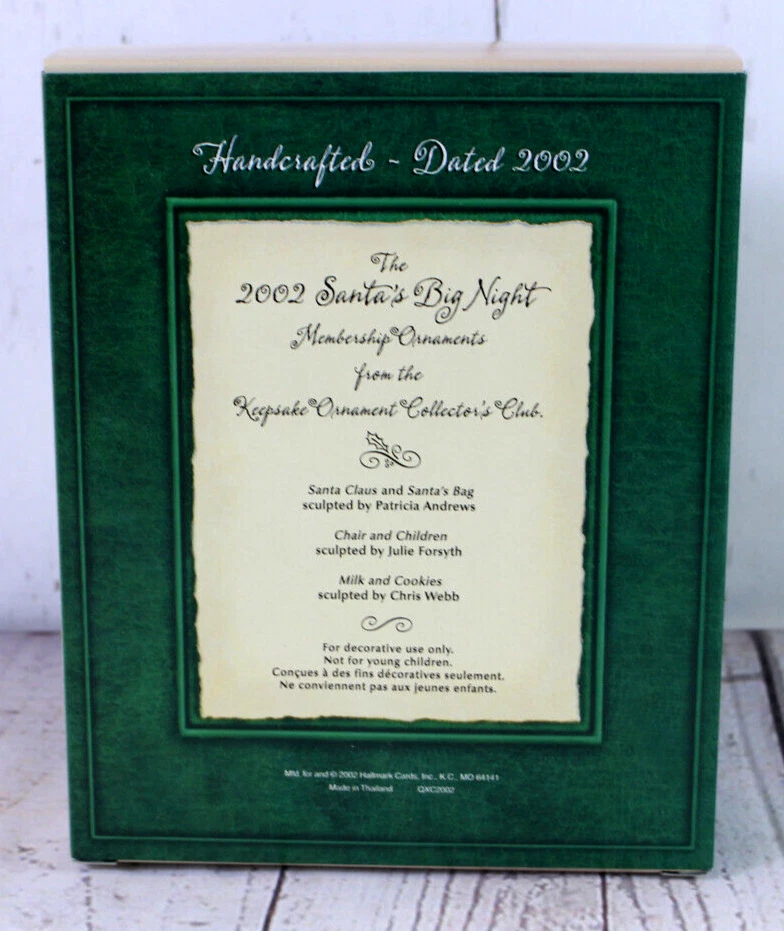 Handcrafted ~ Dated 2002
The
2002 Santa's Big Night
Membership Ornaments
from the
Keepsake Ornament Collector's Club.
Santa Claus and Santa's Bag
sculpted by Patricia Andrews
Chair and Children
sculpted by Julie Forsyth
Milk and Cookies
sculpted by Chris Webb
For decorative use only.
Not for young children.
Conçues à des fins décoratives seulement.
Ne conviennent pas aux jeunes enfants.
Mfd. for and © 2002 Hallmark Cards, Inc., K.C., MO 64141
Made in Thailand QXC2002